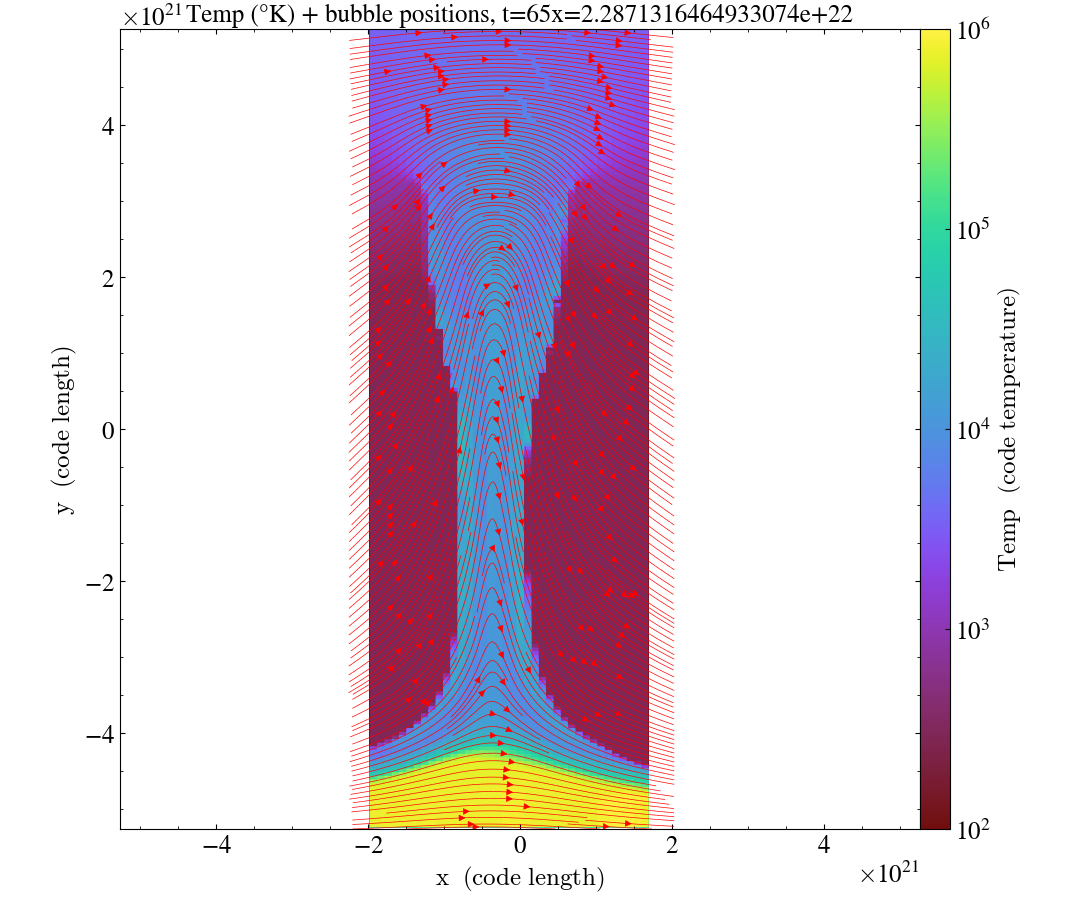 ×10²¹ Temp (°K) + bubble positions, t=65x=2.2871316464933074e+22
10⁶
4
10⁵
2
y (code length)
0
10⁴
Temp (code temperature)
−2
10³
−4
10²
−4 −2 0 2 4
x (code length)
×10²¹